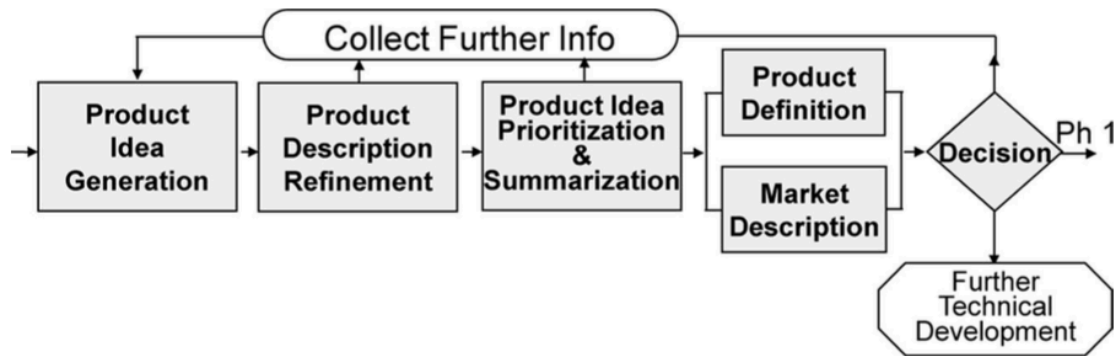 Collect Further Info
Product
Idea
Generation
Product
Description
Refinement
Product Idea
Prioritization
&
Summarization
Product
Definition
Market
Description
Decision
Ph 1
Further
Technical
Development